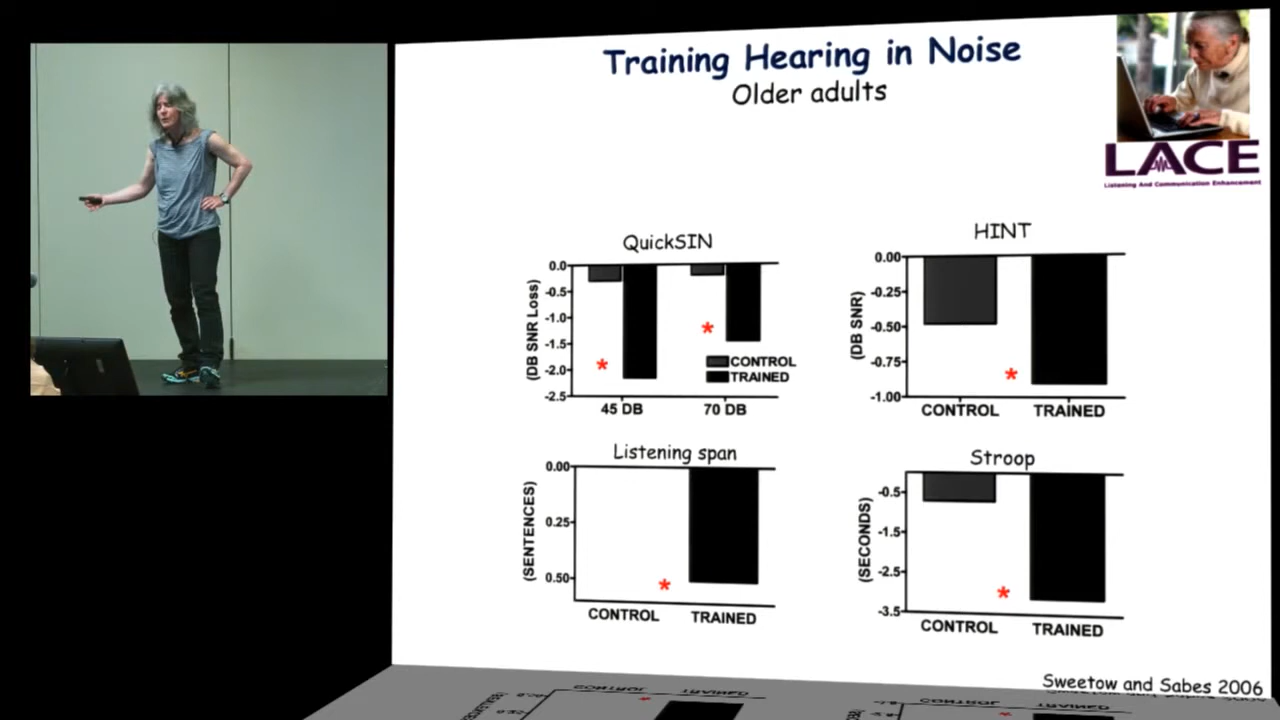 Training Hearing in Noise
Older adults
LACE
Listening And Communication Enhancement
QuickSIN
(DB SNR Loss)
0.0
-0.5
-1.0
-1.5
-2.0
-2.5
*
*
CONTROL
TRAINED
45 DB
70 DB
HINT
(DB SNR)
0.00
-0.25
-0.50
-0.75
-1.00
*
CONTROL
TRAINED
Listening span
(SENTENCES)
0.00
0.25
0.50
*
CONTROL
TRAINED
Stroop
(SECONDS)
-0.5
-1.5
-2.5
-3.5
*
CONTROL
TRAINED
Sweetow and Sabes 2006